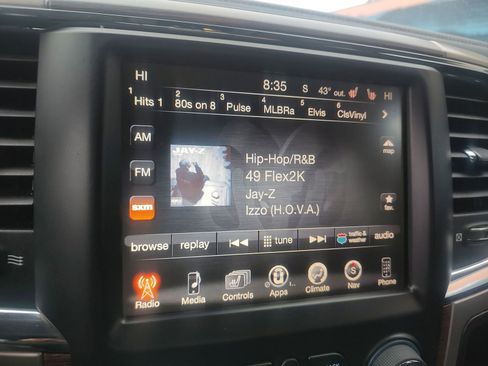 HI 8:35 S 43° out. HI
1 Hits 1 2 80s on 8 3 Pulse 4 MLBRa 5 Elvis 6 ClsVinyl
AM
JAY-Z
map
Hip-Hop/R&B
FM
49 Flex2K
Jay-Z
sxm
fav.
Izzo (H.O.V.A.)
browse replay tune traffic & weather audio
Radio Media Controls Apps Climate Nav Phone